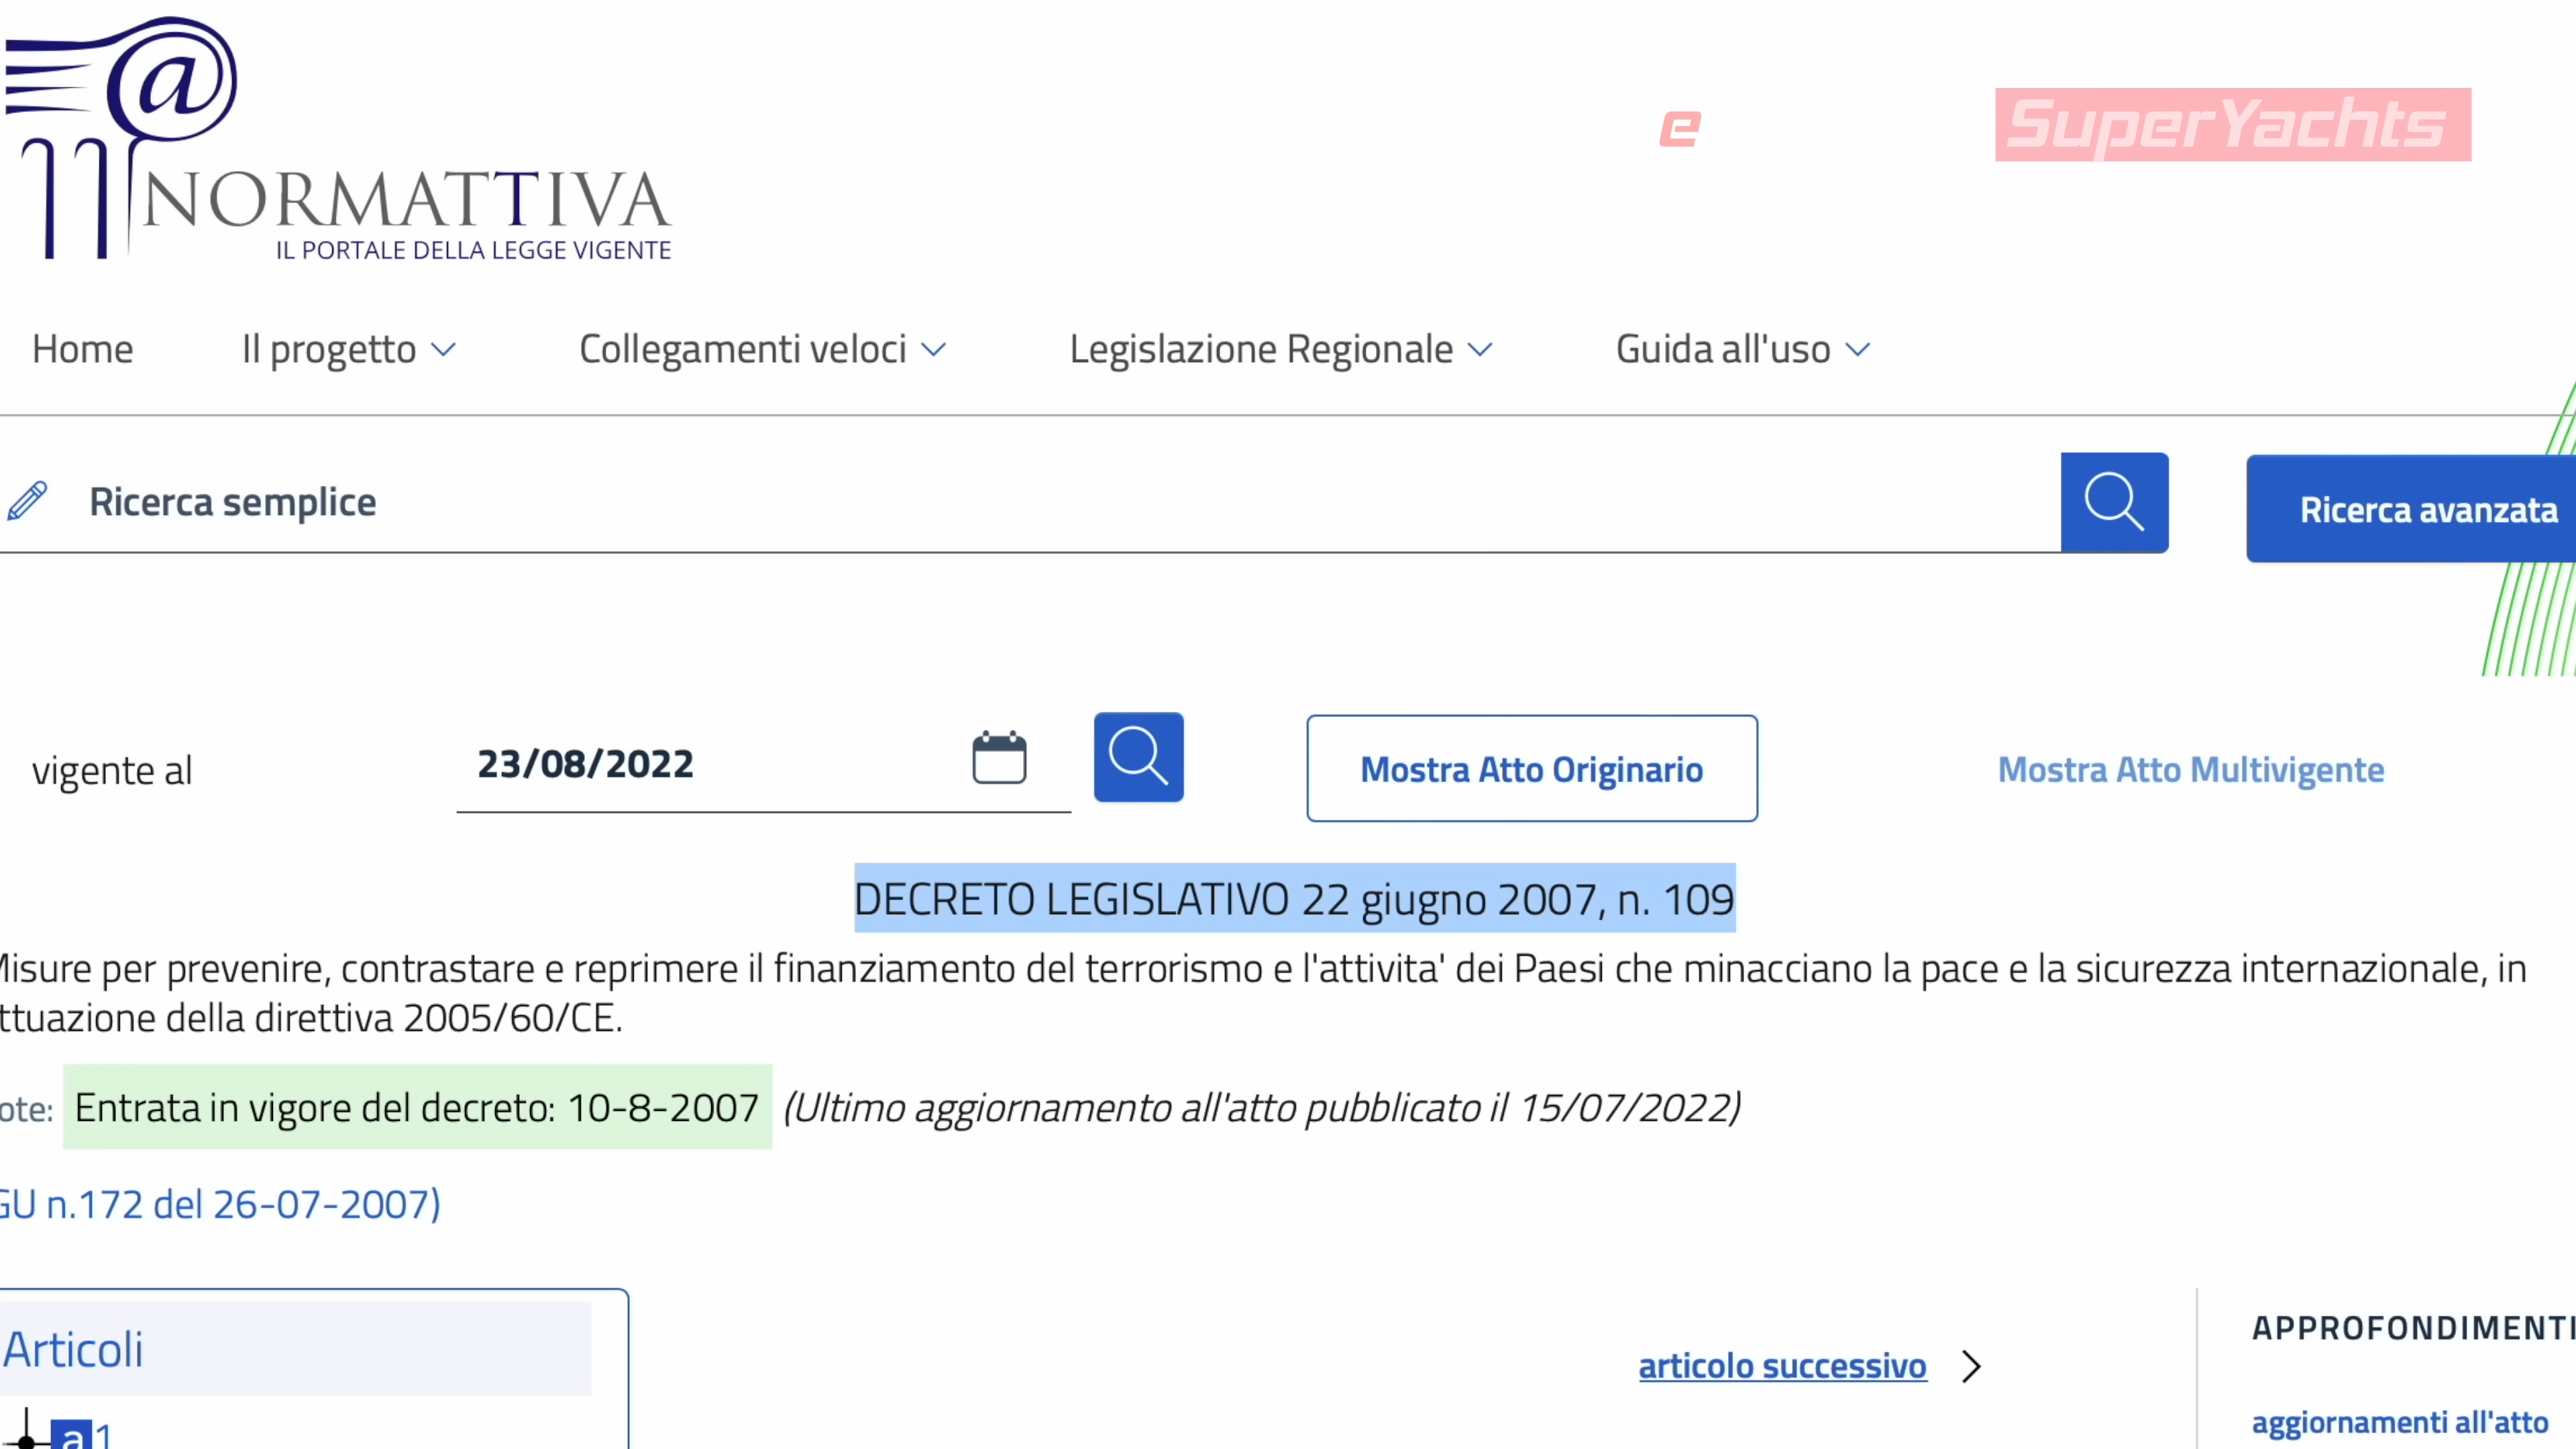 e SuperYachts
@
NORMATTIVA
IL PORTALE DELLA LEGGE VIGENTE
Home Il progetto Collegamenti veloci Legislazione Regionale Guida all'uso
Ricerca semplice Ricerca avanzata
vigente al 23/08/2022 Mostra Atto Originario Mostra Atto Multivigente
DECRETO LEGISLATIVO 22 giugno 2007, n. 109
isure per prevenire, contrastare e reprimere il finanziamento del terrorismo e l'attivita' dei Paesi che minacciano la pace e la sicurezza internazionale, in
ttuazione della direttiva 2005/60/CE.
ote: Entrata in vigore del decreto: 10-8-2007 (Ultimo aggiornamento all'atto pubblicato il 15/07/2022)
GU n.172 del 26-07-2007)
Articoli
articolo successivo
APPROFONDIMENTI
aggiornamenti all'atto
a 1